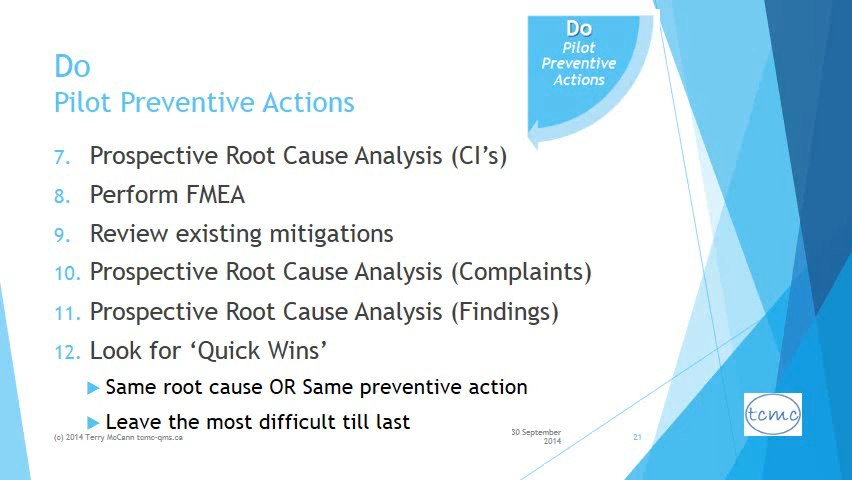 Do
Pilot
Preventive
Actions
Do
Pilot Preventive Actions
7. Prospective Root Cause Analysis (CI's)
8. Perform FMEA
9. Review existing mitigations
10. Prospective Root Cause Analysis (Complaints)
11. Prospective Root Cause Analysis (Findings)
12. Look for ‘Quick Wins’
Same root cause OR Same preventive action
Leave the most difficult till last
(c) 2014 Terry McCann tcmc-qms.ca
30 September
2014
21
tcmc